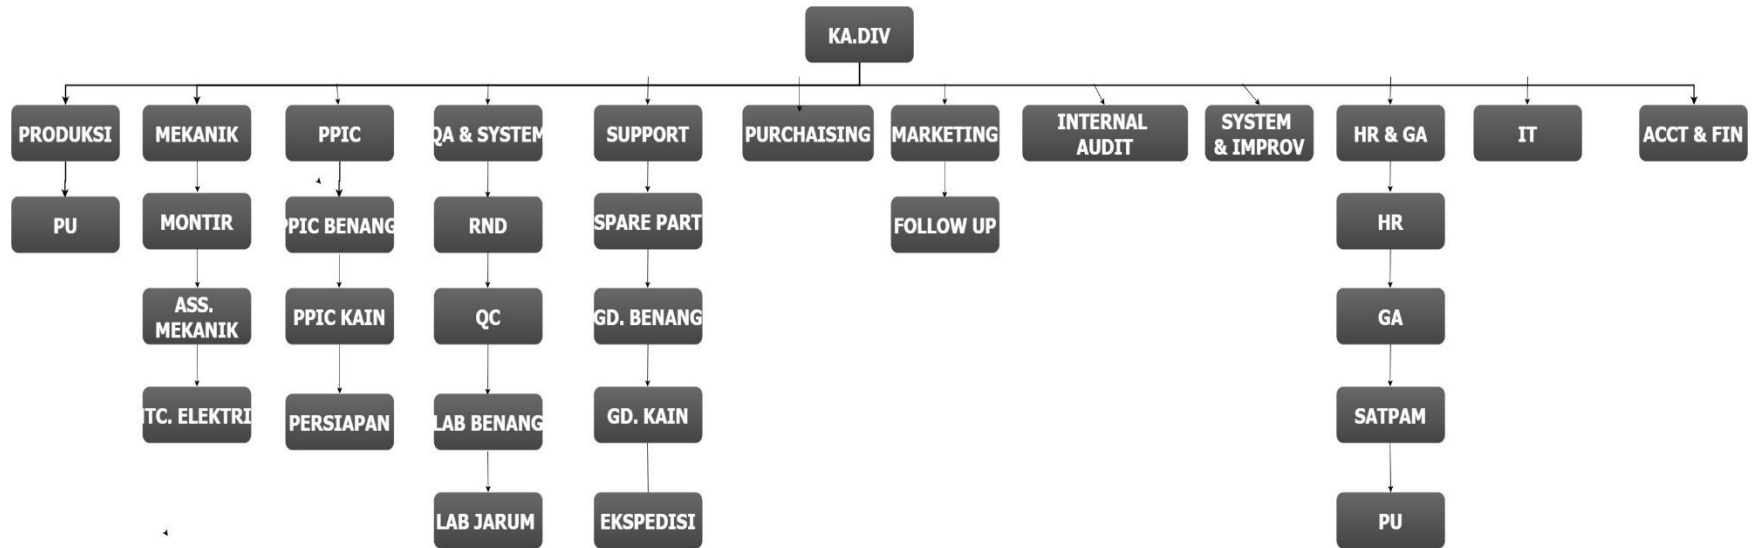 KA.DIV
PRODUKSI
MEKANIK
PPIC
QA & SYSTEM
SUPPORT
PURCHAISING
MARKETING
INTERNAL
AUDIT
SYSTEM
& IMPROV
HR & GA
IT
ACCT & FIN
PU
MONTIR
PPIC BENANG
RND
SPARE PART
FOLLOW UP
HR
ASS.
MEKANIK
PPIC KAIN
QC
GD. BENANG
GA
TC. ELEKTRI
PERSIAPAN
LAB BENANG
GD. KAIN
SATPAM
LAB JARUM
EKSPEDISI
PU